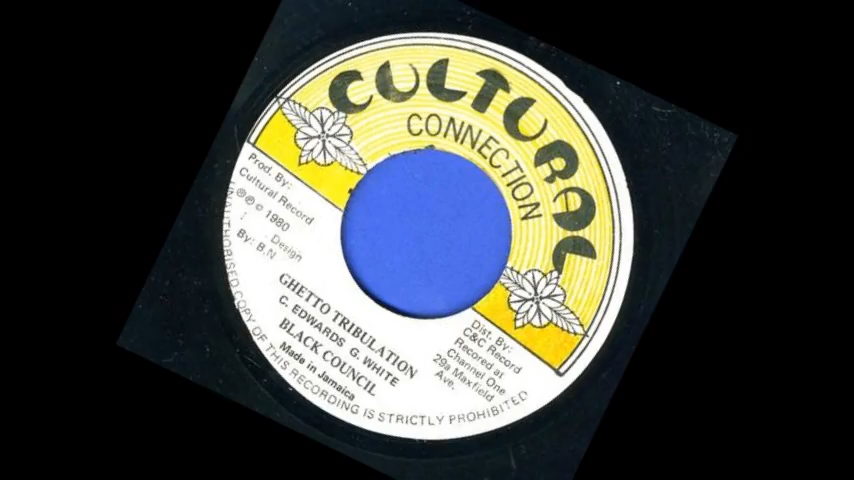 CULTURAL
CONNECTION
Prod. By:
Cultural Record
℗℗© 1980
Design
By: B.N
GHETTO TRIBULATION
C. EDWARDS G. WHITE
BLACK COUNCIL
Made in Jamaica
Dist. By:
C&C Record
Recored at
Channel One
29a Maxfield
Ave.
UNAUTHORISED COPY OF THIS RECORDING IS STRICTLY PROHIBITED